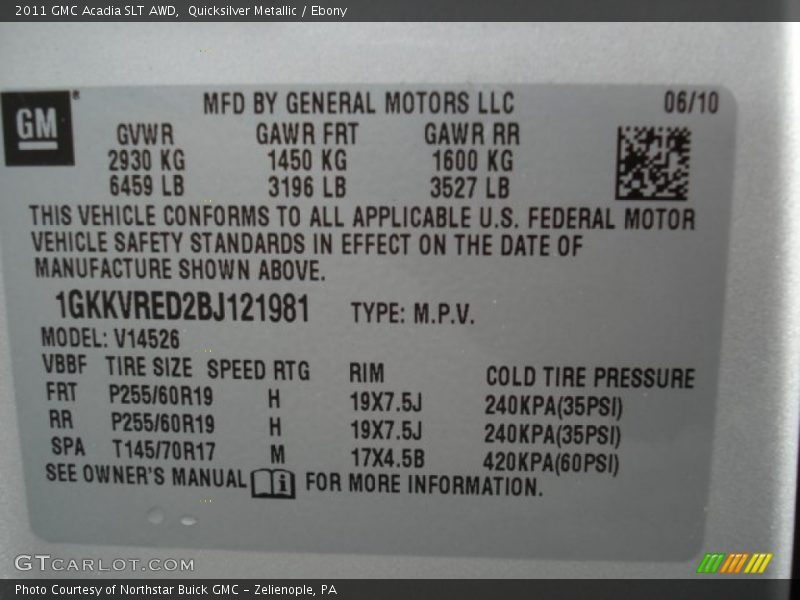 2011 GMC Acadia SLT AWD,  Quicksilver Metallic / Ebony
GM ® MFD BY GENERAL MOTORS LLC 06/10
GVWR GAWR FRT GAWR RR
2930 KG 1450 KG 1600 KG
6459 LB 3196 LB 3527 LB
THIS VEHICLE CONFORMS TO ALL APPLICABLE U.S. FEDERAL MOTOR
VEHICLE SAFETY STANDARDS IN EFFECT ON THE DATE OF
MANUFACTURE SHOWN ABOVE.
1GKKVRED2BJ121981 TYPE: M.P.V.
MODEL: V14526
VBBF TIRE SIZE SPEED RTG RIM COLD TIRE PRESSURE
FRT P255/60R19 H 19X7.5J 240KPA(35PSI)
RR P255/60R19 H 19X7.5J 240KPA(35PSI)
SPA T145/70R17 M 17X4.5B 420KPA(60PSI)
SEE OWNER'S MANUAL i FOR MORE INFORMATION.
GTCARLOT.COM
Photo Courtesy of Northstar Buick GMC - Zelienople, PA